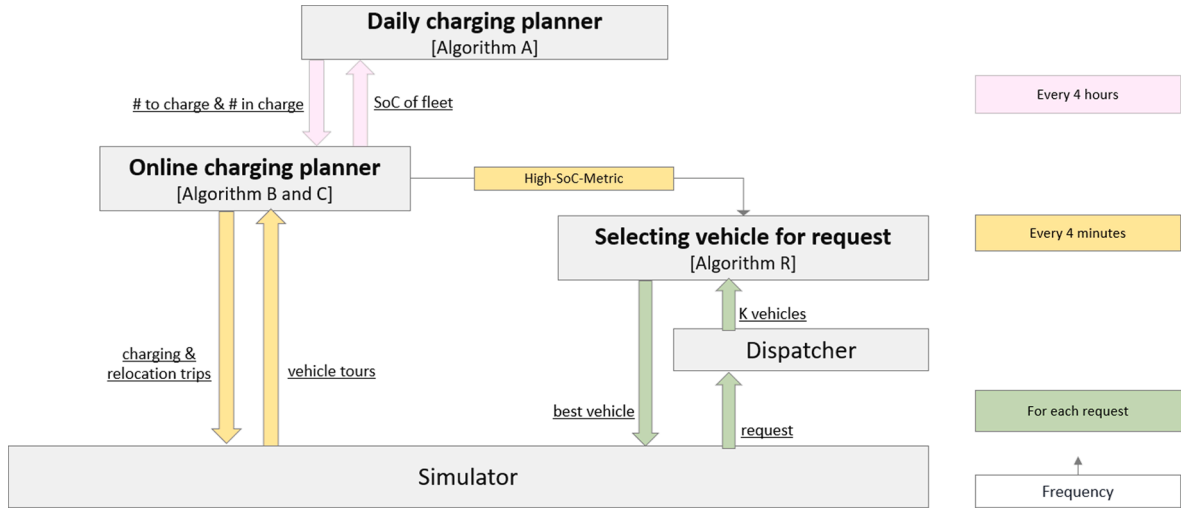 Daily charging planner
[Algorithm A]
# to charge & # in charge
SoC of fleet
Every 4 hours
Online charging planner
[Algorithm B and C]
High-SoC-Metric
Selecting vehicle for request
[Algorithm R]
Every 4 minutes
K vehicles
Dispatcher
charging &
relocation trips
vehicle tours
best vehicle
request
For each request
Simulator
Frequency